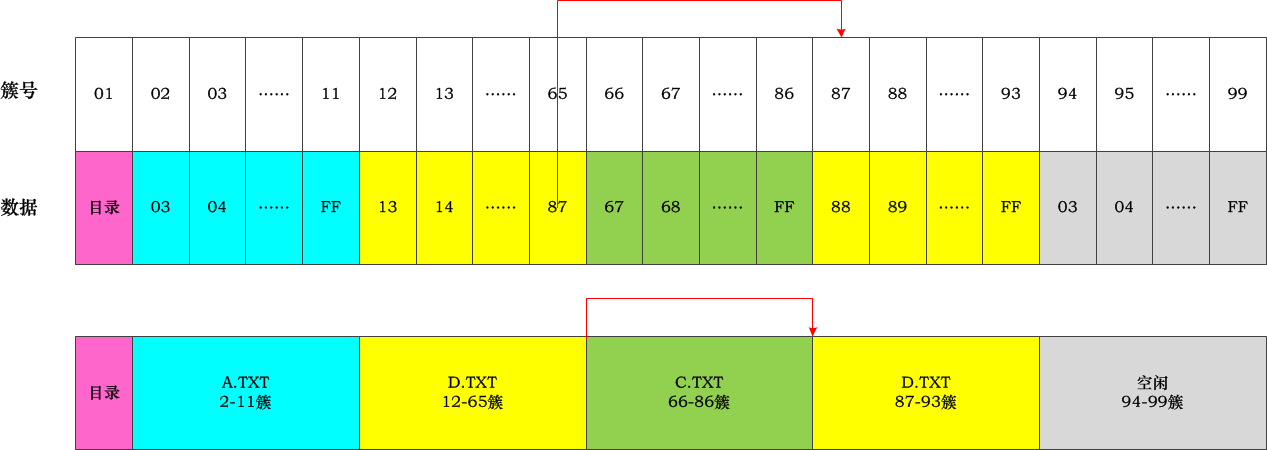 簇号 01 02 03 …… 11 12 13 …… 65 66 67 …… 86 87 88 …… 93 94 95 …… 99
数据 目录 03 04 …… FF 13 14 …… 87 67 68 …… FF 88 89 …… FF 03 04 …… FF
目录
A.TXT
2-11簇
D.TXT
12-65簇
C.TXT
66-86簇
D.TXT
87-93簇
空闲
94-99簇